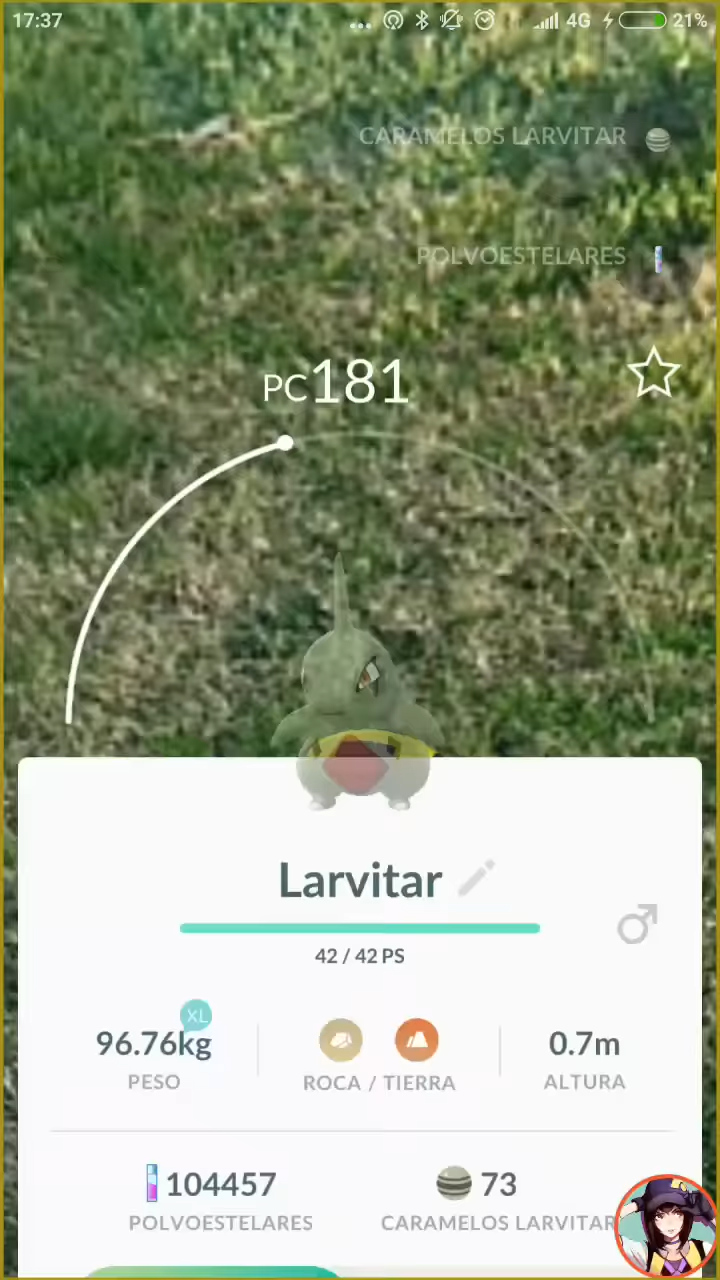 17:37 4G 21%
CARAMELOS LARVITAR
POLVOESTELARES
PC181
Larvitar
42 / 42 PS
XL
96.76kg 0.7m
PESO ROCA / TIERRA ALTURA
104457 73
POLVOESTELARES CARAMELOS LARVITAR